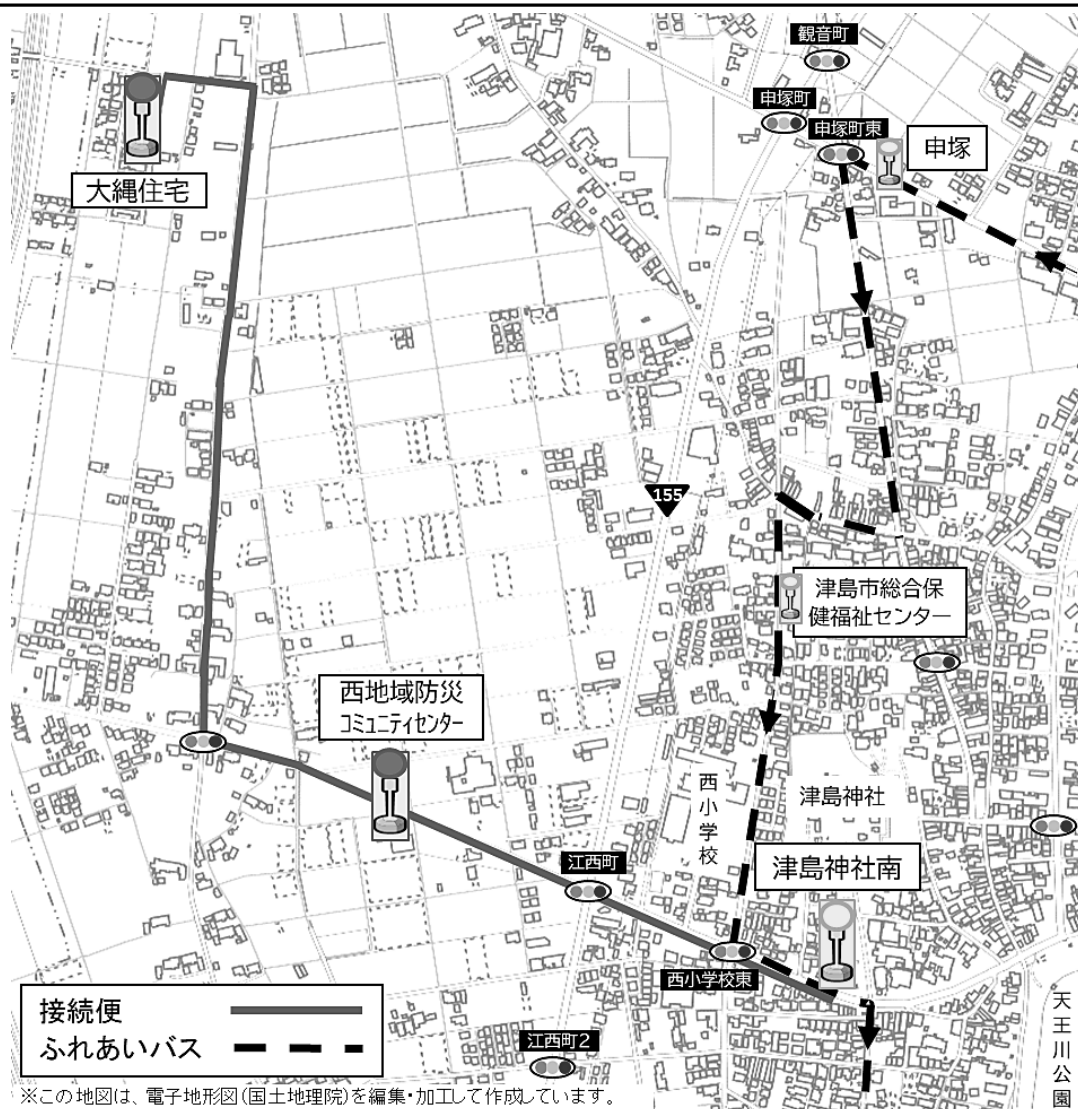 観音町
申塚町
申塚町東
申塚
大縄住宅
155
津島市総合保
健福祉センター
西地域防災
コミュニティセンター
西小学校
津島神社
津島神社南
江西町
西小学校東
接続便
ふれあいバス
江西町2
天王川公園
※この地図は、電子地形図(国土地理院)を編集・加工して作成しています。